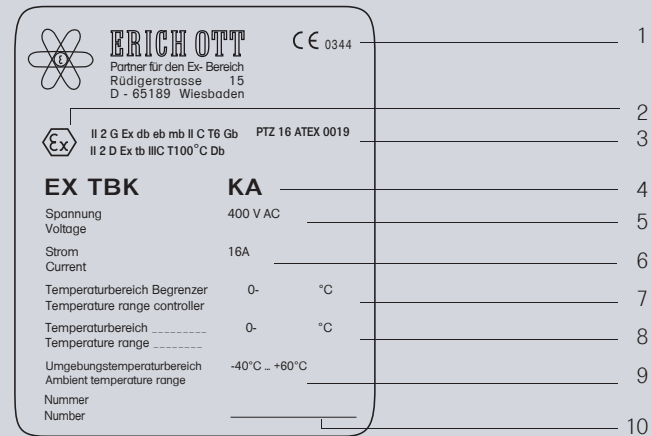 ERICH OTT
CE 0344
1
Partner für den Ex- Bereich
Rüdigerstrasse 15
D - 65189 Wiesbaden
ε
2
εx
II 2 G Ex db eb mb II C T6 Gb PTZ 16 ATEX 0019
3
II 2 D Ex tb IIIC T100°C Db
EX TBK KA
4
Spannung 400 V AC
5
Voltage
Strom 16A
6
Current
Temperaturbereich Begrenzer 0- °C
7
Temperature range controller
Temperaturbereich _________ 0- °C
8
Temperature range ________
Umgebungstemperaturbereich -40°C ... +60°C
9
Ambient temperature range
Nummer
Number
10